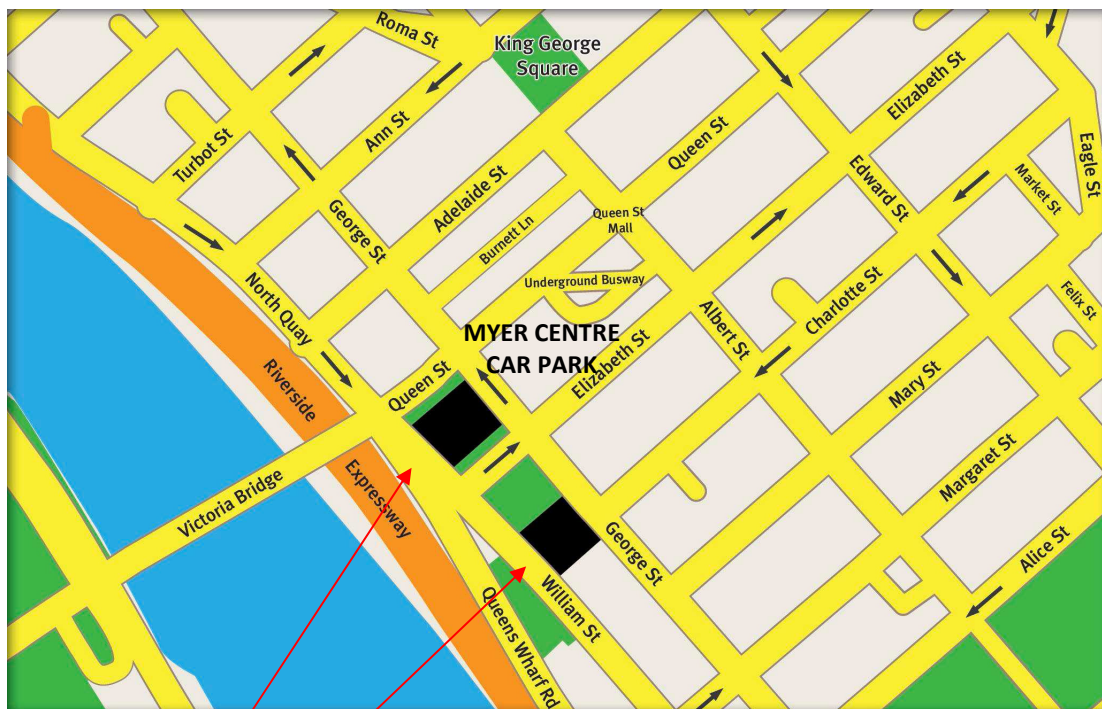 Roma St
King George
Square
Elizabeth St
Ann St
Turbot St
Queen St
Eagle St
Adelaide St
Edward St
Market St
George St
Burnett Ln
Queen St
Mall
North Quay
Underground Busway
Charlotte St
Felix St
Albert St
MYER CENTRE
CAR PARK
Elizabeth St
Queen St
Mary St
Riverside
Expressway
Margaret St
Victoria Bridge
George St
Alice St
William St
Queens Wharf Rd